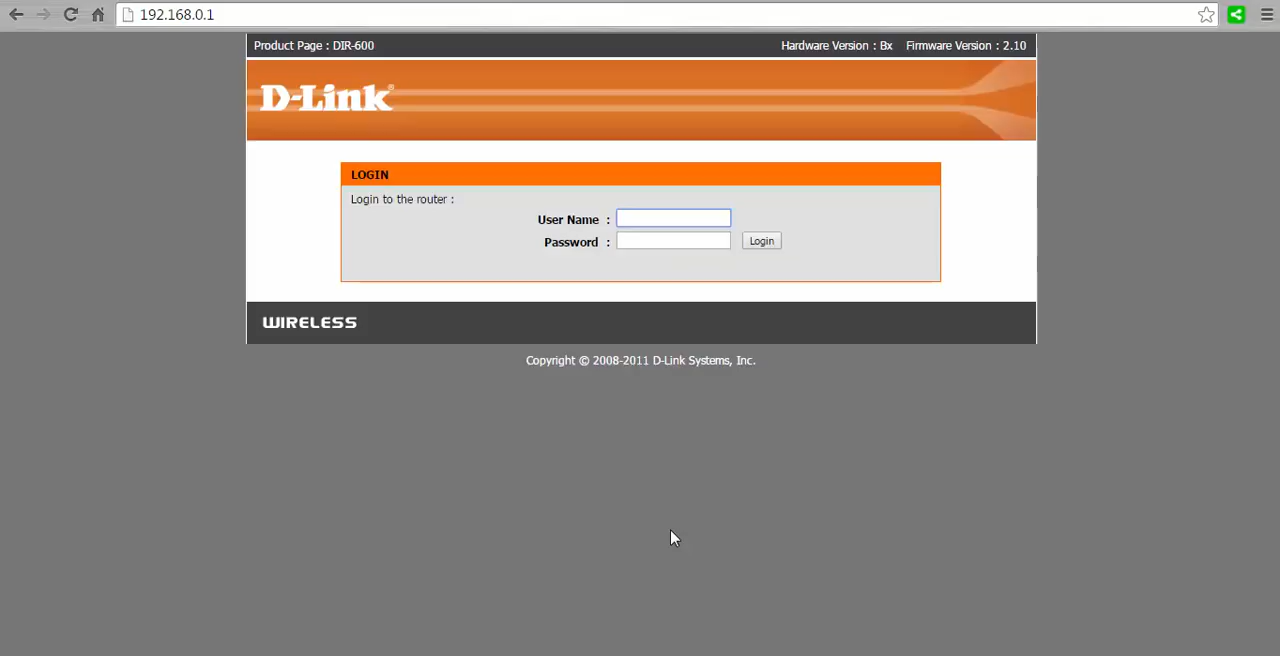 192.168.0.1
Product Page : DIR-600 Hardware Version : Bx Firmware Version : 2.10
D-Link®
LOGIN
Login to the router :
User Name :
Password : Login
WIRELESS
Copyright © 2008-2011 D-Link Systems, Inc.